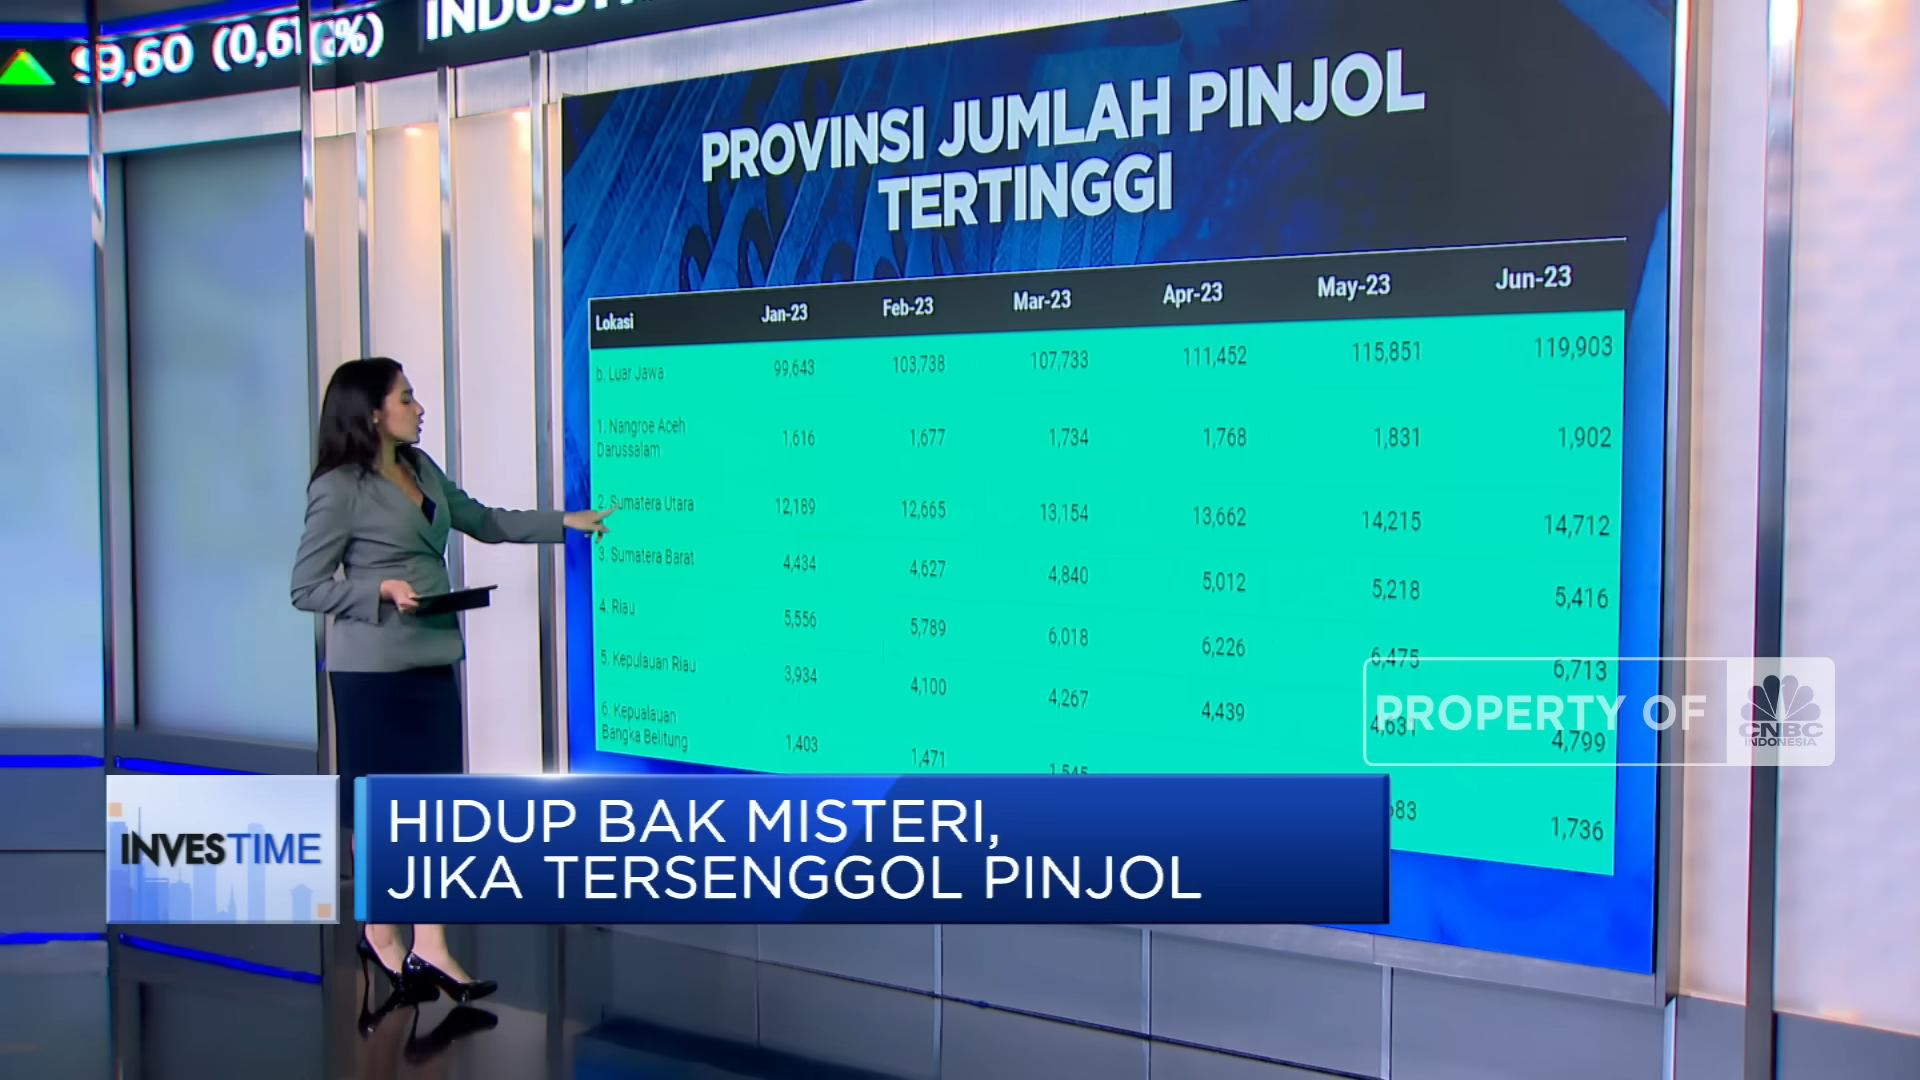 99,60 (0,61%)
PROVINSI JUMLAH PINJOL
TERTINGGI
Lokasi Jan-23 Feb-23 Mar-23 Apr-23 May-23 Jun-23
b. Luar Jawa 99,643 103,738 107,733 111,452 115,851 119,903
1. Nangroe Aceh
Darussalam 1,616 1,677 1,734 1,768 1,831 1,902
2. Sumatera Utara 12,189 12,665 13,154 13,662 14,215 14,712
3. Sumatera Barat 4,434 4,627 4,840 5,012 5,218 5,416
4. Riau 5,556 5,789 6,018 6,226 6,475 6,713
5. Kepulauan Riau 3,934 4,100 4,267 4,439 4,631 4,799
6. Kepualauan
Bangka Belitung 1,403 1,471 1,545 1,736
PROPERTY OF CNBC
INDONESIA
INVESTIME
HIDUP BAK MISTERI,
JIKA TERSENGGOL PINJOL